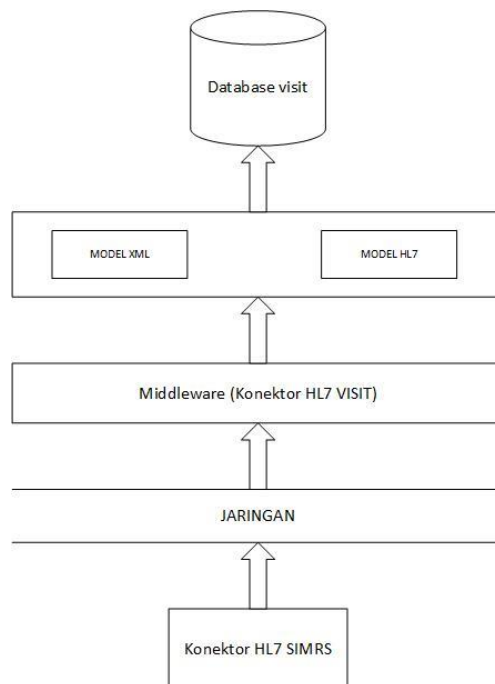 Database visit
MODEL XML
MODEL HL7
Middleware (Konektor HL7 VISIT)
JARINGAN
Konektor HL7 SIMRS